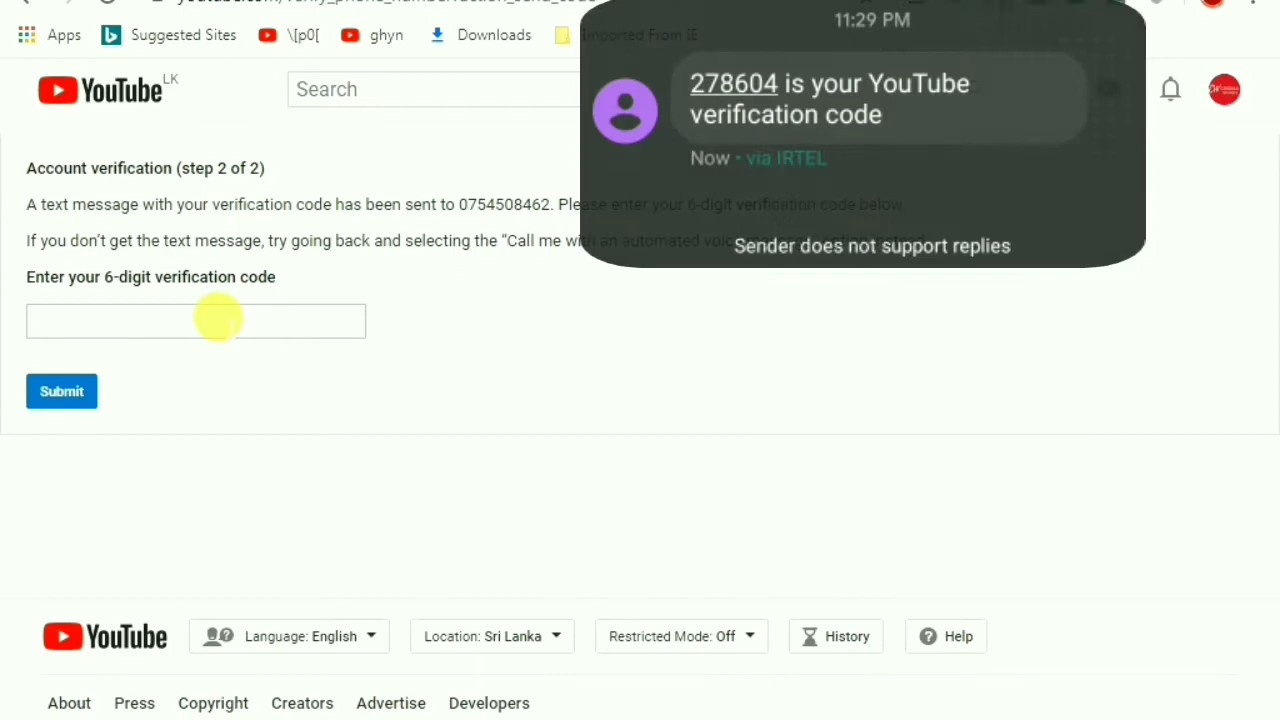 Apps Suggested Sites \[p0[ ghyn Downloads Imported From IE
11:29 PM
YouTube LK
Search
278604 is your YouTube
verification code
Now • via IRTEL
Sender does not support replies
Account verification (step 2 of 2)
A text message with your verification code has been sent to 0754508462. Please enter your 6-digit verification code below.
If you don't get the text message, try going back and selecting the "Call me with an automated
Enter your 6-digit verification code
Submit
YouTube Language: English Location: Sri Lanka Restricted Mode: Off History Help
About Press Copyright Creators Advertise Developers